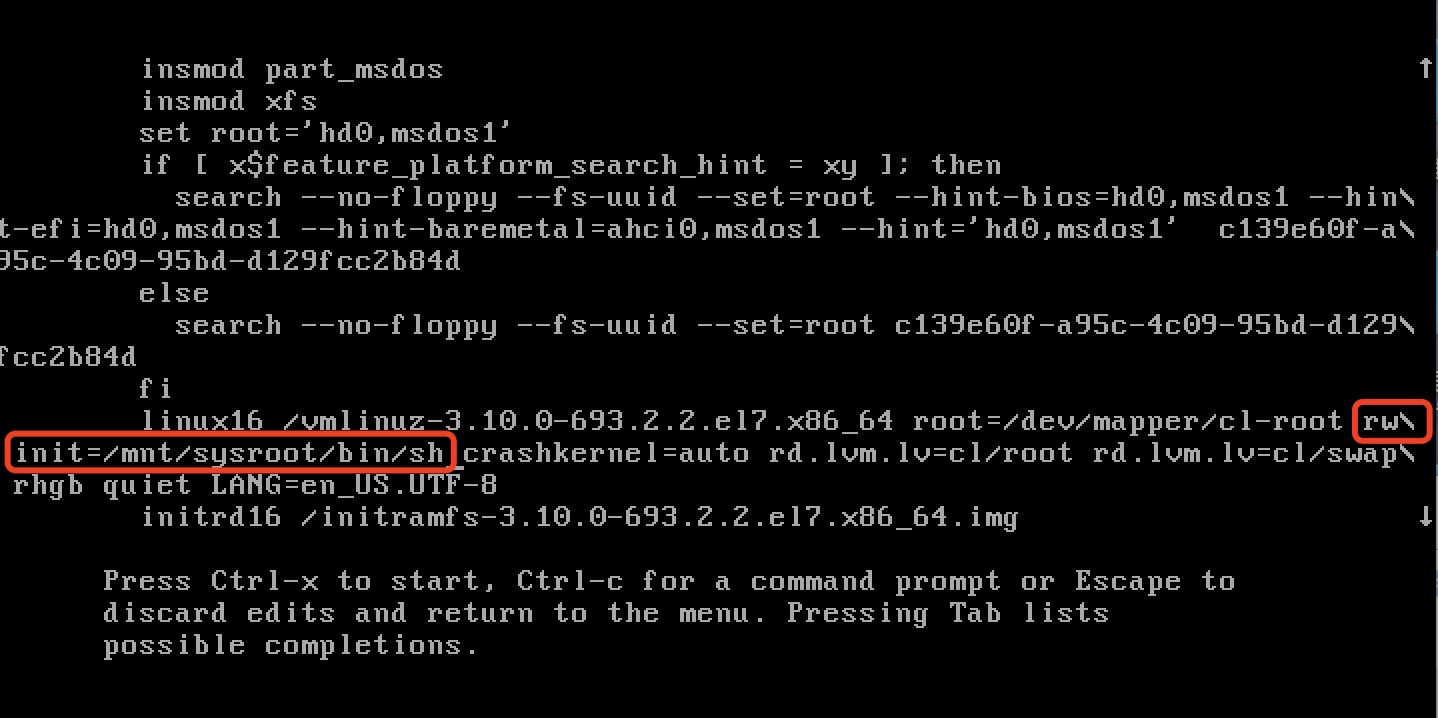 insmod part_msdos
insmod xfs
set root='hd0,msdos1'
if [ x$feature_platform_search_hint = xy ]; then
search --no-floppy --fs-uuid --set=root --hint-bios=hd0,msdos1 --hin\
t-efi=hd0,msdos1 --hint-baremetal=ahci0,msdos1 --hint='hd0,msdos1'  c139e60f-a\
95c-4c09-95bd-d129fcc2b84d
else
search --no-floppy --fs-uuid --set=root c139e60f-a95c-4c09-95bd-d129\
fcc2b84d
fi
linux16 /vmlinuz-3.10.0-693.2.2.el7.x86_64 root=/dev/mapper/cl-root rw\
init=/mnt/sysroot/bin/sh crashkernel=auto rd.lvm.lv=cl/root rd.lvm.lv=cl/swap\
rhgb quiet LANG=en_US.UTF-8
initrd16 /initramfs-3.10.0-693.2.2.el7.x86_64.img
Press Ctrl-x to start, Ctrl-c for a command prompt or Escape to
discard edits and return to the menu. Pressing Tab lists
possible completions.